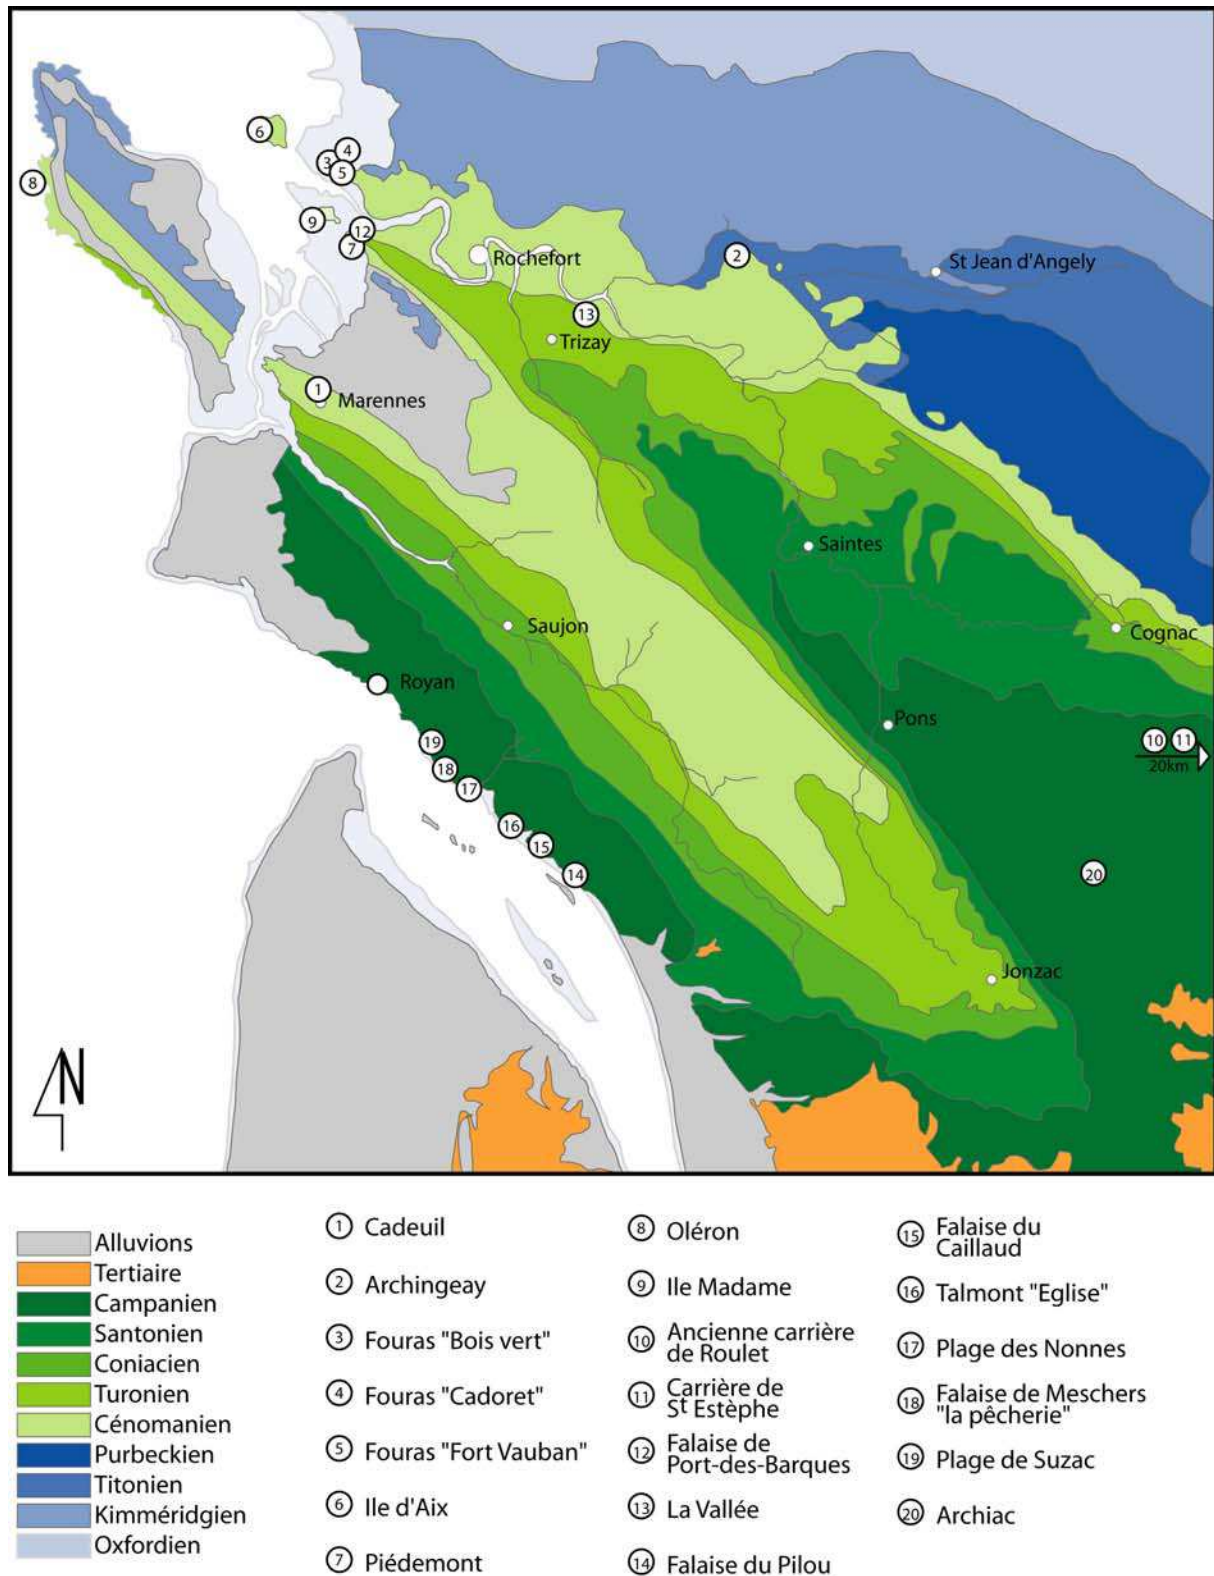 6
4
3
5
8
9
12
7
Rochefort
2
St Jean d'Angely
13
Trizay
1
Marennes
Saintes
Saujon
Cognac
Royan
Pons
19
10
11
20km
18
17
16
15
14
20
Jonzac
N
Alluvions
Tertiaire
Campanien
Santonien
Coniacien
Turonien
Cénomanien
Purbeckien
Titonien
Kimméridgien
Oxfordien
1 Cadeuil
2 Archingeay
3 Fouras "Bois vert"
4 Fouras "Cadoret"
5 Fouras "Fort Vauban"
6 Ile d'Aix
7 Piédemont
8 Oléron
9 Ile Madame
10 Ancienne carrière
de Roulet
11 Carrière de
St Estèphe
12 Falaise de
Port-des-Barques
13 La Vallée
14 Falaise du Pilou
15 Falaise du
Caillaud
16 Talmont "Eglise"
17 Plage des Nonnes
18 Falaise de Meschers
"la pêcherie"
19 Plage de Suzac
20 Archiac